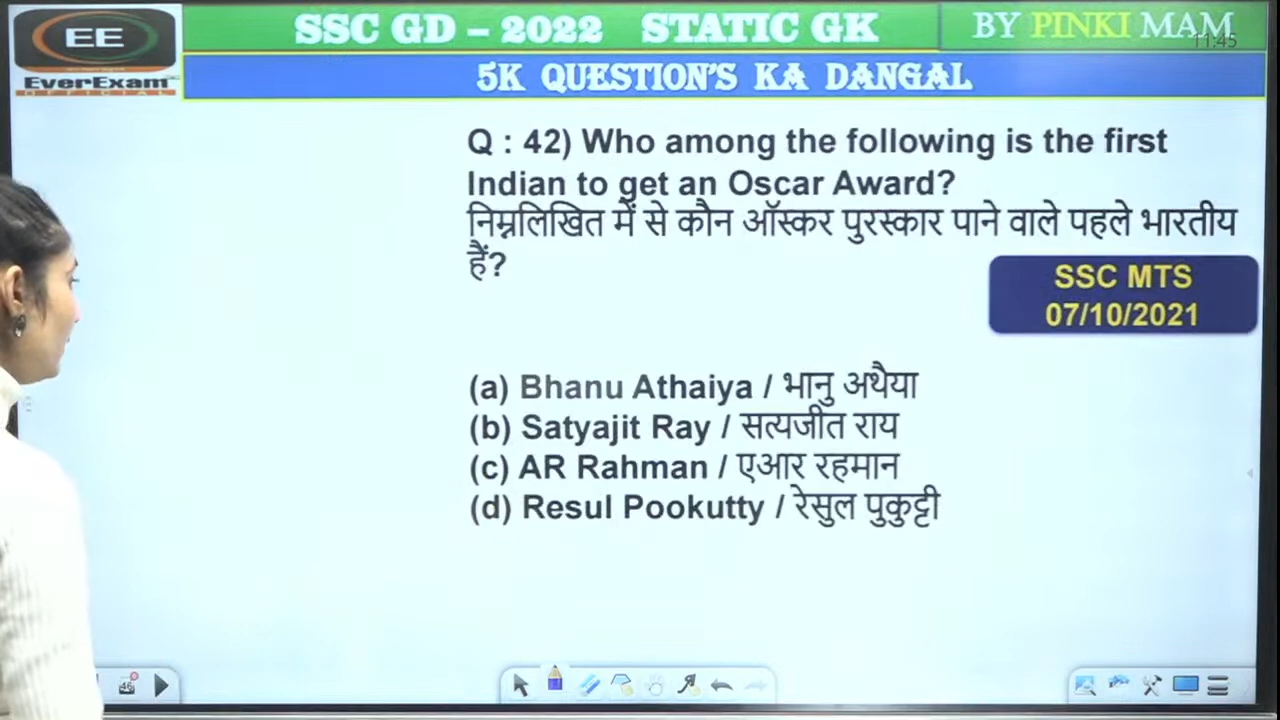 EE
EverExam
OFFICIAL
SSC GD – 2022 STATIC GK
BY PINKI MAM
11:45
5K QUESTION'S KA DANGAL
Q : 42) Who among the following is the first
Indian to get an Oscar Award?
निम्नलिखित में से कौन ऑस्कर पुरस्कार पाने वाले पहले भारतीय
हैं?
SSC MTS
07/10/2021
(a) Bhanu Athaiya / भानु अथैया
(b) Satyajit Ray / सत्यजीत राय
(c) AR Rahman / एआर रहमान
(d) Resul Pookutty / रेसुल पुकुट्टी